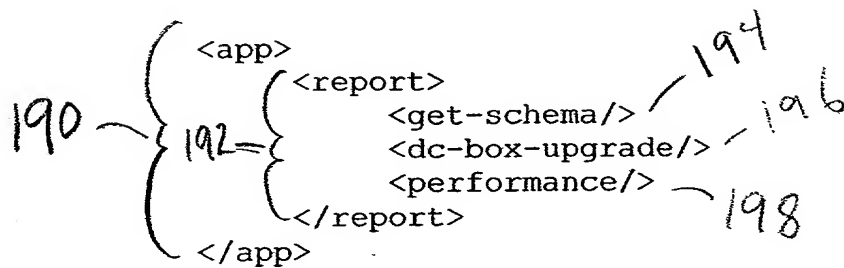 194
<app>
<report>
190 192 <get-schema/> 196
<dc-box-upgrade/>
<performance/>
</report> 198
</app>